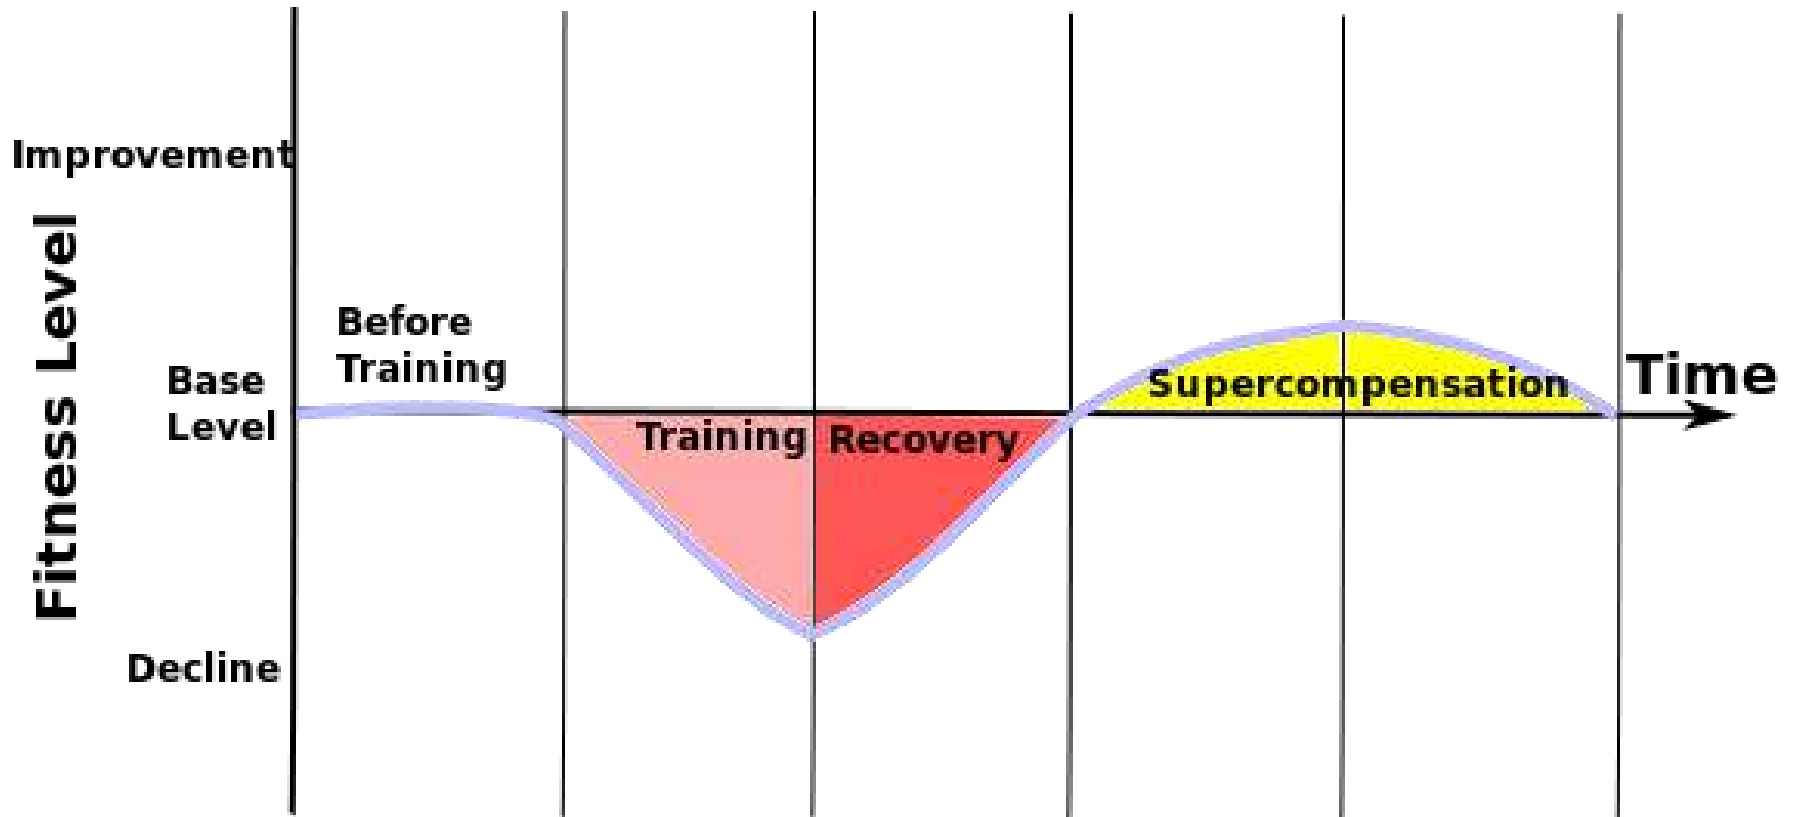 Improvement
Fitness Level
Before
Training
Base
Level
Time
Supercompensation
Training
Recovery
Decline